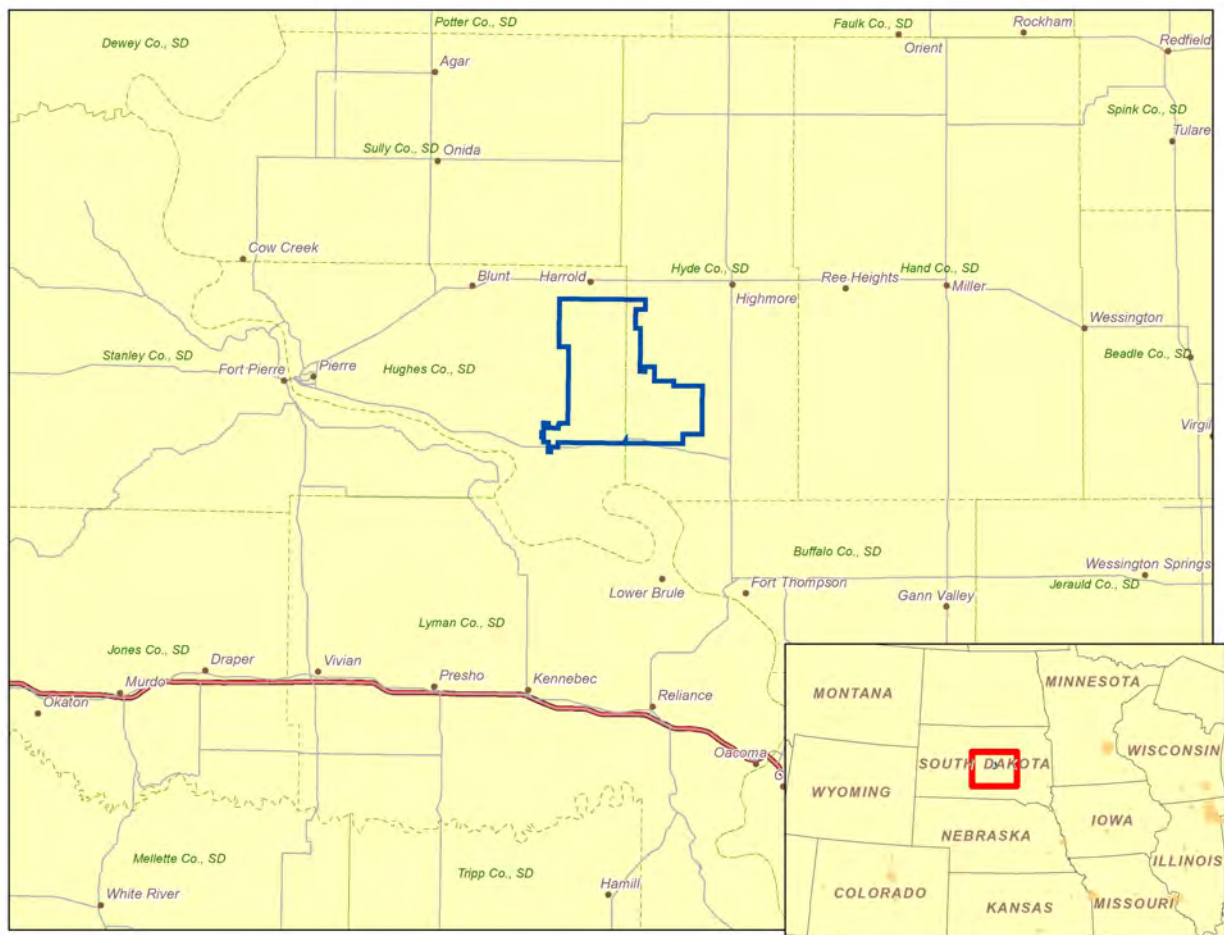 Potter Co., SD
Faulk Co., SD
Rockham
Dewey Co., SD
Orient
Redfield
Agar
Spink Co., SD
Tulare
Sully Co., SD
Onida
Cow Creek
Blunt
Harrold
Hyde Co., SD
Ree Heights
Hand Co., SD
Highmore
Miller
Wessington
Stanley Co., SD
Pierre
Fort Pierre
Hughes Co., SD
Beadle Co., SD
Virgil
Buffalo Co., SD
Wessington Springs
Lower Brule
Fort Thompson
Jerauld Co., SD
Gann Valley
Lyman Co., SD
Jones Co., SD
Draper
Vivian
Murdo
Presho
Kennebec
Okaton
Reliance
Oacoma
Mellette Co., SD
Tripp Co., SD
White River
Hamill
MONTANA
MINNESOTA
WISCONSIN
SOUTH DAKOTA
WYOMING
IOWA
NEBRASKA
ILLINOIS
COLORADO
KANSAS
MISSOURI